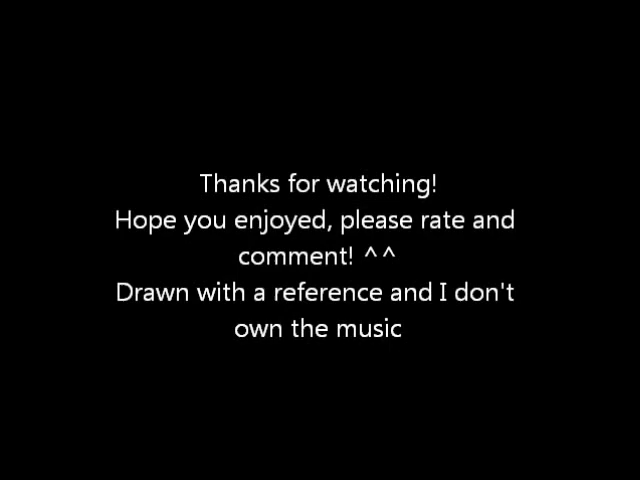 Thanks for watching!
Hope you enjoyed, please rate and
comment! ^^
Drawn with a reference and I don't
own the music